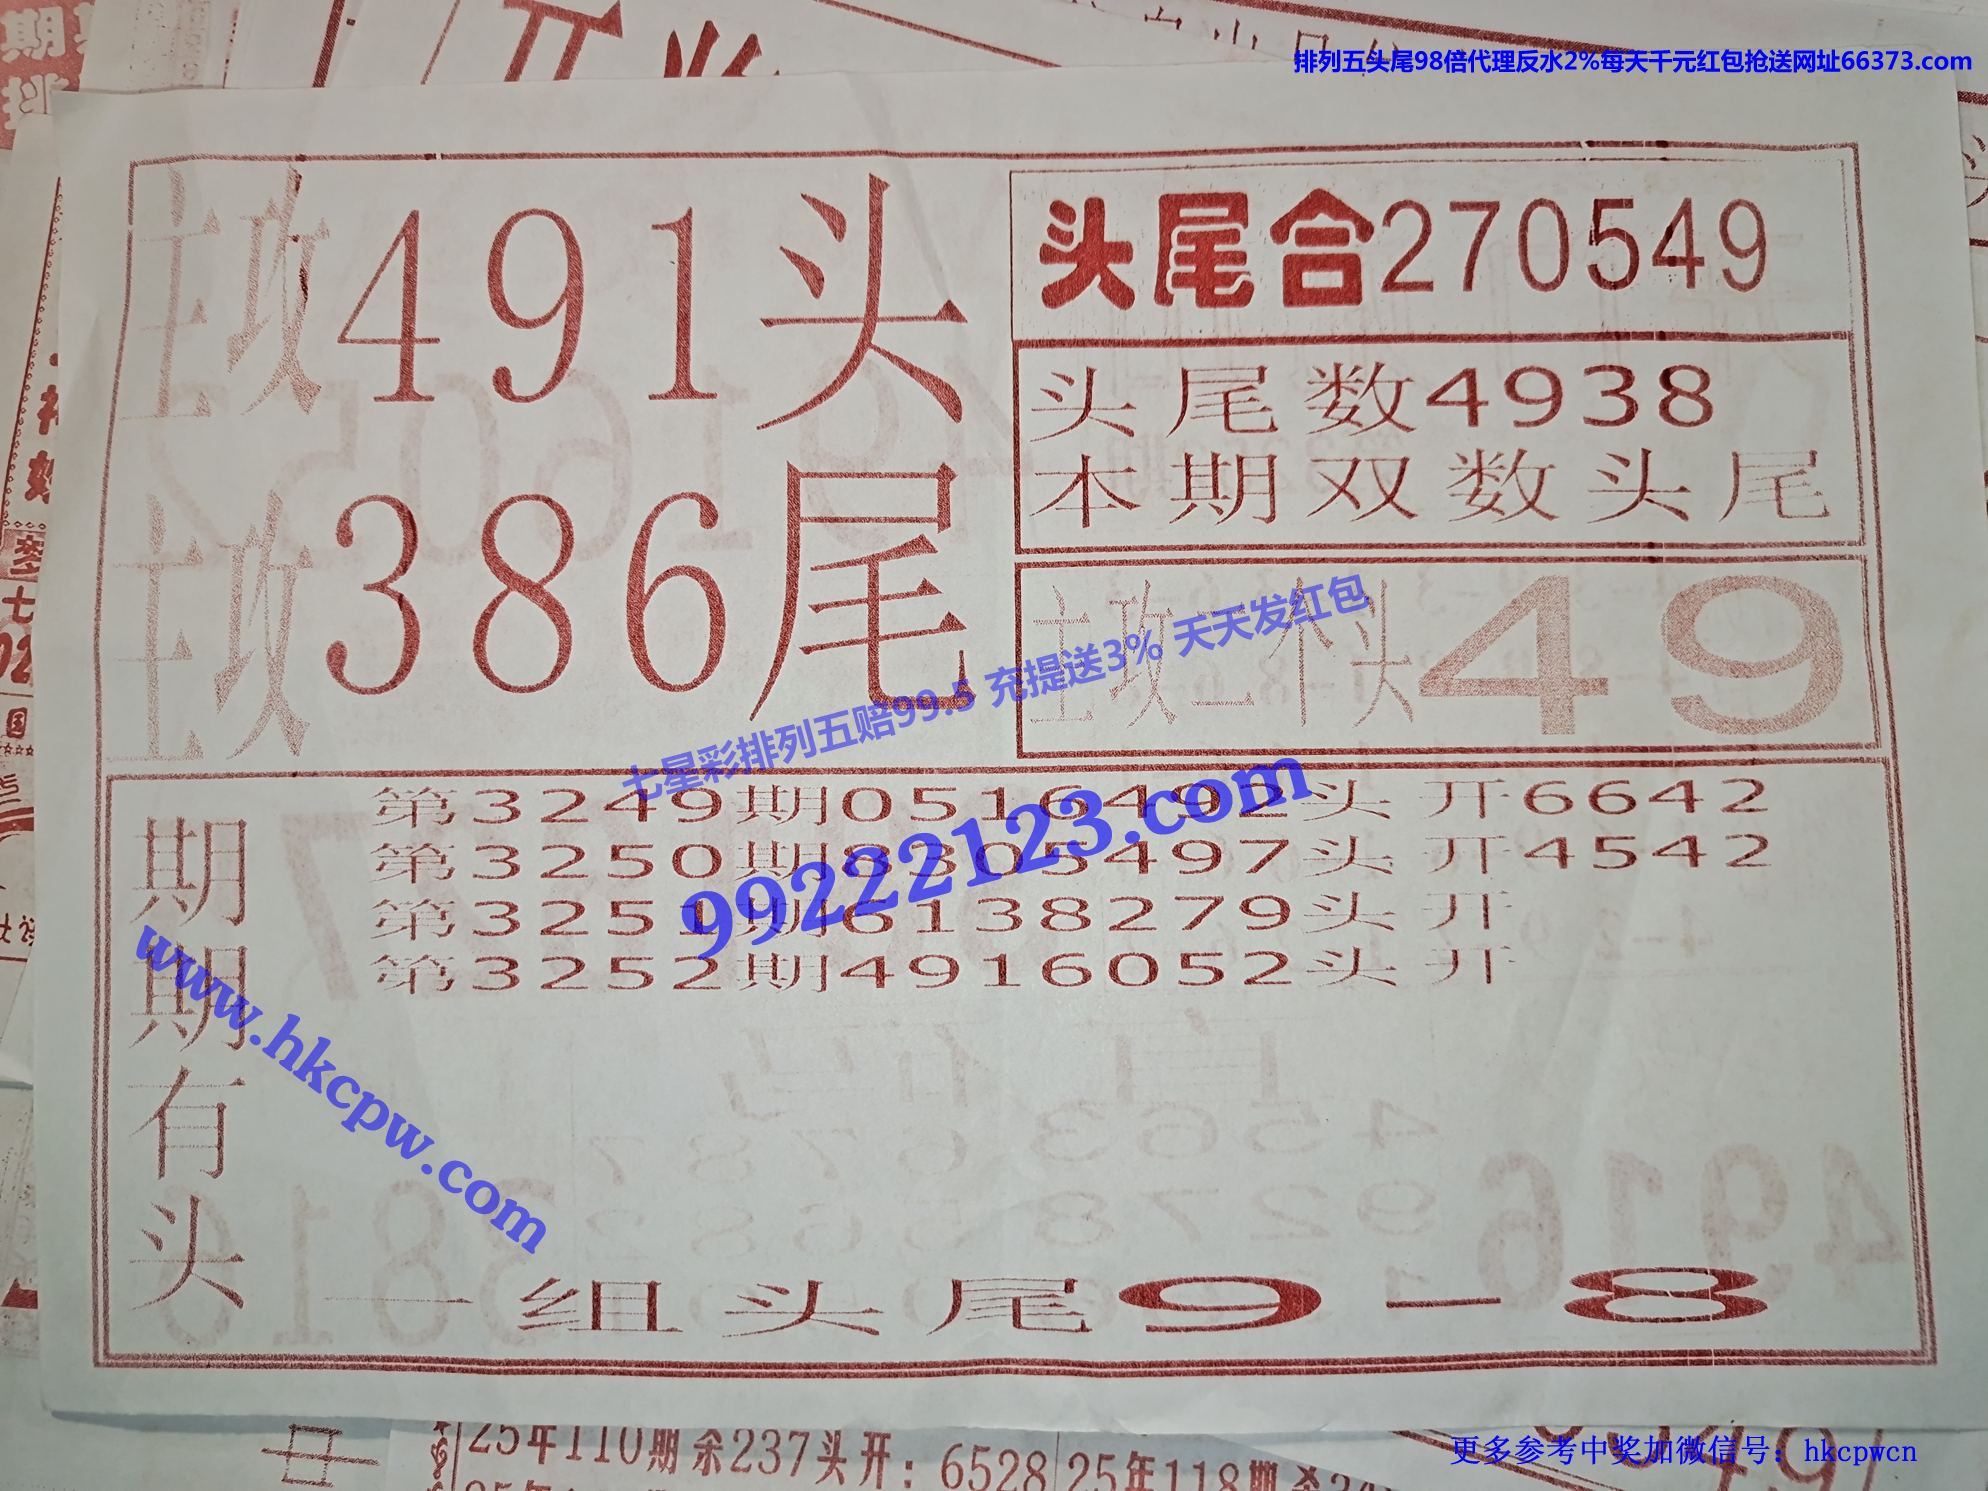 排列五头尾98倍代理反水2%每天千元红包抢送网址66373.com
主攻491头
主攻386尾
头尾合270549
头尾数4938
本期双数头尾
主攻二个头49
七星彩排列五赔99.5 充提送3% 天天发红包
99222123.com
期期有头
第3249期0516492头开6642
第3250期8305497头开4542
第3251期6138279头开
第3252期4916052头开
www.hkcpw.com
一组头尾9-8
25年110期杀237头开:6528
25年118期杀
更多参考中奖加微信号：hkcpwcn